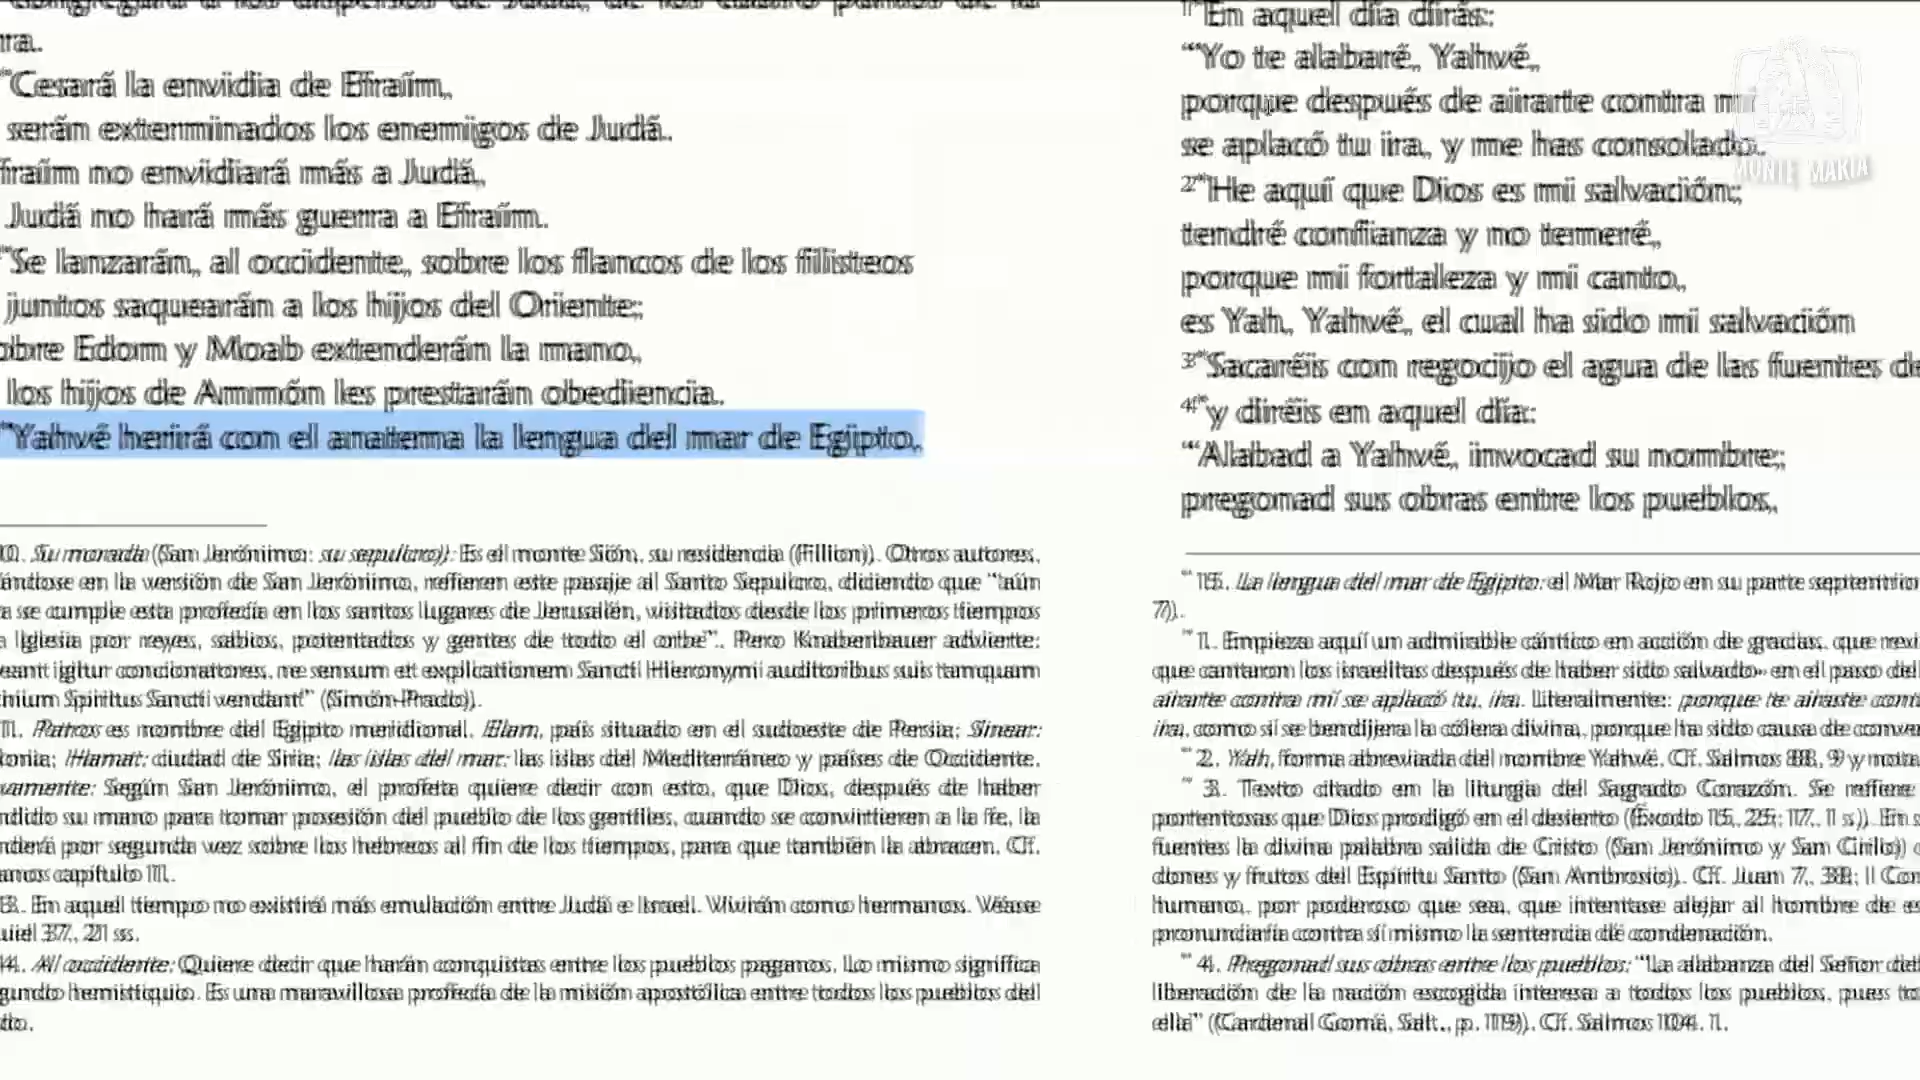 congregará a los dispersos de Judá, de los cuatro puntos de la
rra.
"Cesará la envidia de Efraím,
serán exterminados los enemigos de Judá.
fraím no envidiará más a Judá,
Judá no hará más guerra a Efraím.
"Se lanzarán, al occidente, sobre los flancos de los filisteos
juntos saquearán a los hijos del Oriente;
obre Edom y Moab extenderán la mano,
los hijos de Ammón les prestarán obediencia.
"Yahvé herirá con el anatema la lengua del mar de Egipto,
0. Su morada (San Jerónimo: su sepulcro): Es el monte Sión, su residencia (Fillion). Otros autores,
ándose en la versión de San Jerónimo, refieren este pasaje al Santo Sepulcro, diciendo que "aún
a se cumple esta profecía en los santos lugares de Jerusalén, visitados desde los primeros tiempos
a Iglesia por reyes, sabios, potentados y gentes de todo el orbe". Pero Knabenbauer advierte:
eant igitur concionatores, ne sensum et explicationem Sancti Hieronymi auditoribus suis tamquam
nium Spiritus Sancti vendant" (Simón-Prado).
11. Patros es nombre del Egipto meridional. Elam, país situado en el sudoeste de Persia; Sinear:
onia; Hamat: ciudad de Siria; las islas del mar: las islas del Mediterráneo y países de Occidente.
vamente: Según San Jerónimo, el profeta quiere decir con esto, que Dios, después de haber
ndido su mano para tomar posesión del pueblo de los gentiles, cuando se convirtieren a la fe, la
nderá por segunda vez sobre los hebreos al fin de los tiempos, para que también la abracen. Cf.
anos capítulo 11.
3. En aquel tiempo no existirá más emulación entre Judá e Israel. Vivirán como hermanos. Véase
uiel 37, 21 ss.
14. Al occidente: Quiere decir que harán conquistas entre los pueblos paganos. Lo mismo significa
gundo hemistiquio. Es una maravillosa profecía de la misión apostólica entre todos los pueblos del
do.
1*En aquel día dirás:
"Yo te alabaré, Yahvé,
porque después de airarte contra mí
se aplacó tu ira, y me has consolado.
2*He aquí que Dios es mi salvación;
tendré confianza y no temeré,
porque mi fortaleza y mi canto,
es Yah, Yahvé, el cual ha sido mi salvación
3*Sacaréis con regocijo el agua de las fuentes de
4*y diréis en aquel día:
"Alabad a Yahvé, invocad su nombre;
pregonad sus obras entre los pueblos,
* 15. La lengua del mar de Egipto: el Mar Rojo en su parte septentrion
7).
* 1. Empieza aquí un admirable cántico en acción de gracias, que revi
que cantaron los israelitas después de haber sido salvado» en el paso del
airarte contra mí se aplacó tu, ira. Literalmente: porque te airaste cont
ira, como si se bendijera la cólera divina, porque ha sido causa de conver
* 2. Yah, forma abreviada del nombre Yahvé. Cf. Salmos 88, 9 y nota
* 3. Texto citado en la liturgia del Sagrado Corazón. Se refiere
portentosas que Dios prodigó en el desierto (Éxodo 15, 25; 17, 1 s.) En s
fuentes la divina palabra salida de Cristo (San Jerónimo y San Cirilo) o
dones y frutos del Espíritu Santo (San Ambrosio). Cf. Juan 7, 38; II Cor
humano, por poderoso que sea, que intentase alejar al hombre de es
pronunciaría contra sí mismo la sentencia de condenación.
* 4. Pregonad sus obras entre los pueblos: "La alabanza del Señor deb
liberación de la nación escogida interesa a todos los pueblos, pues to
ella" (Cardenal Gomá, Salt., p. 119). Cf. Salmos 104. 1.
MONTE MARÍA